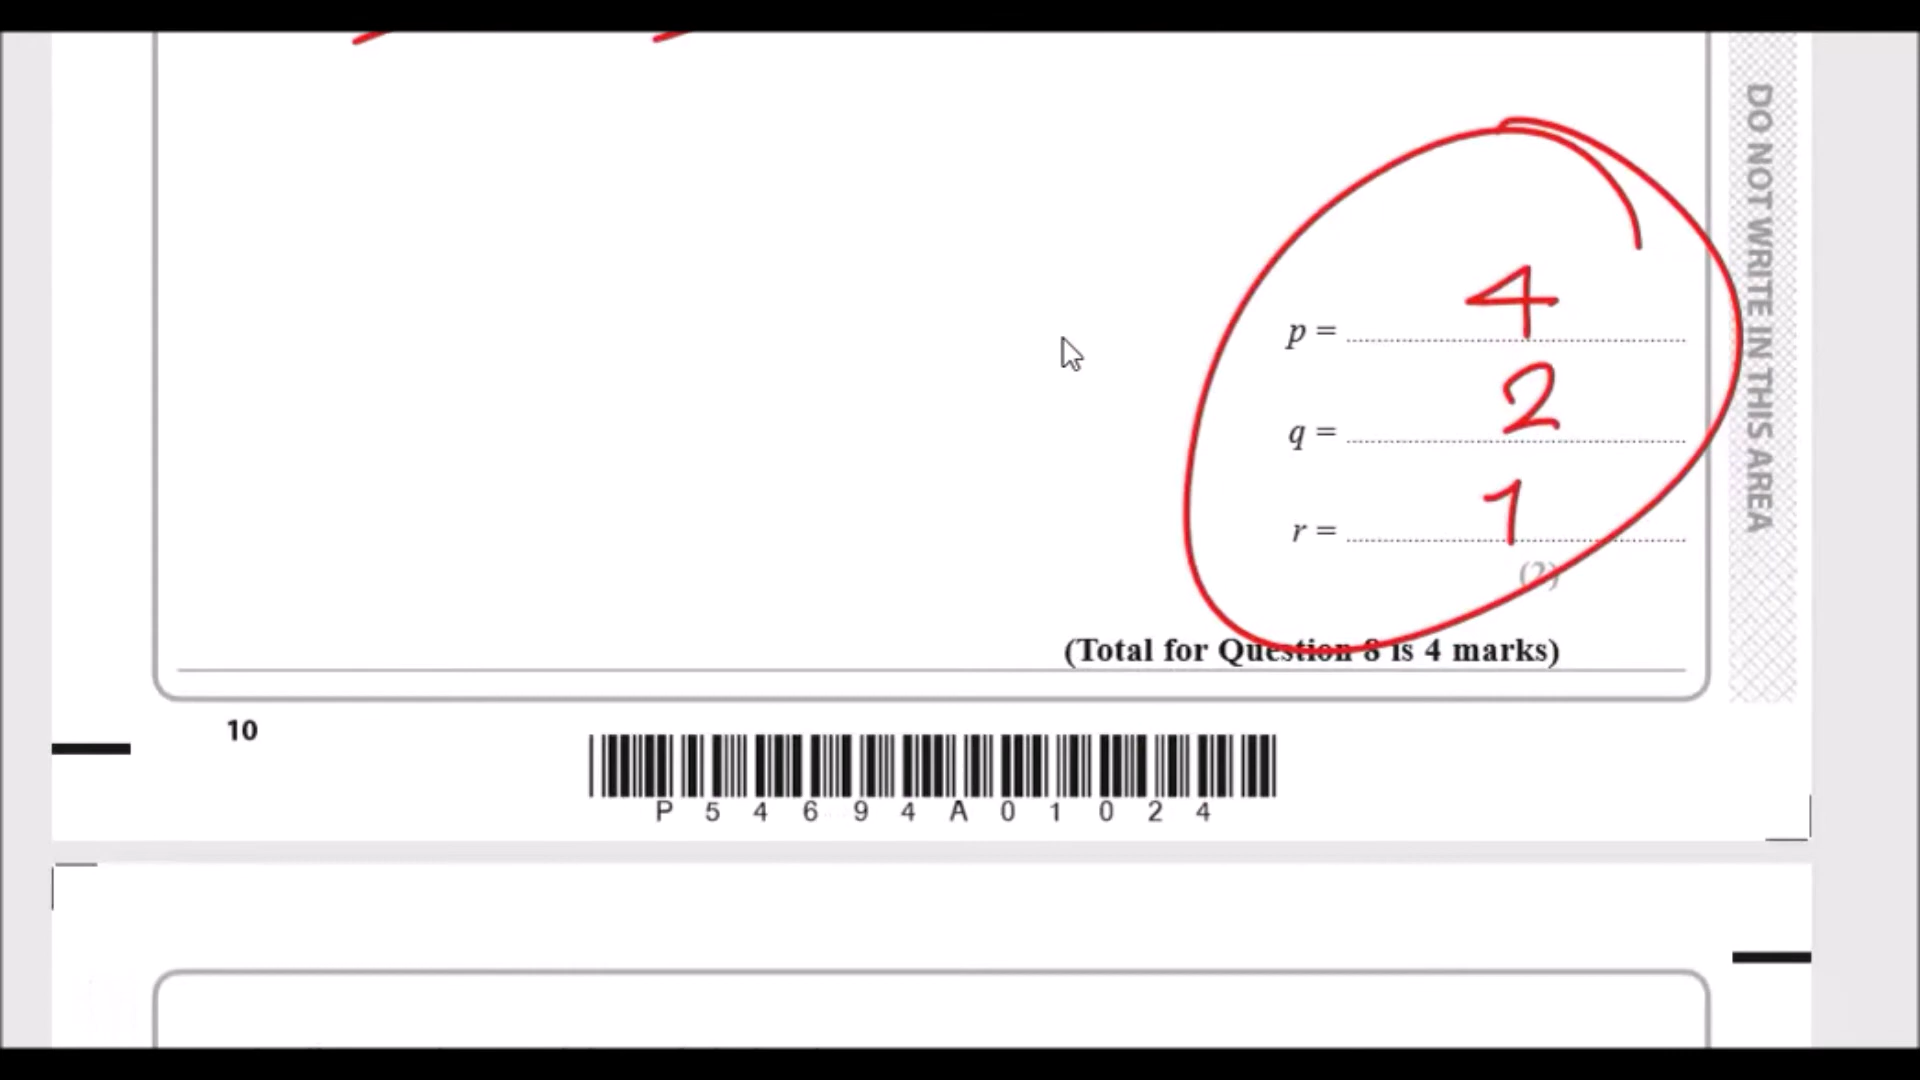 p = 4
q = 2
r = 1
(2)
(Total for Question 8 is 4 marks)
DO NOT WRITE IN THIS AREA
10
P 5 4 6 9 4 A 0 1 0 2 4